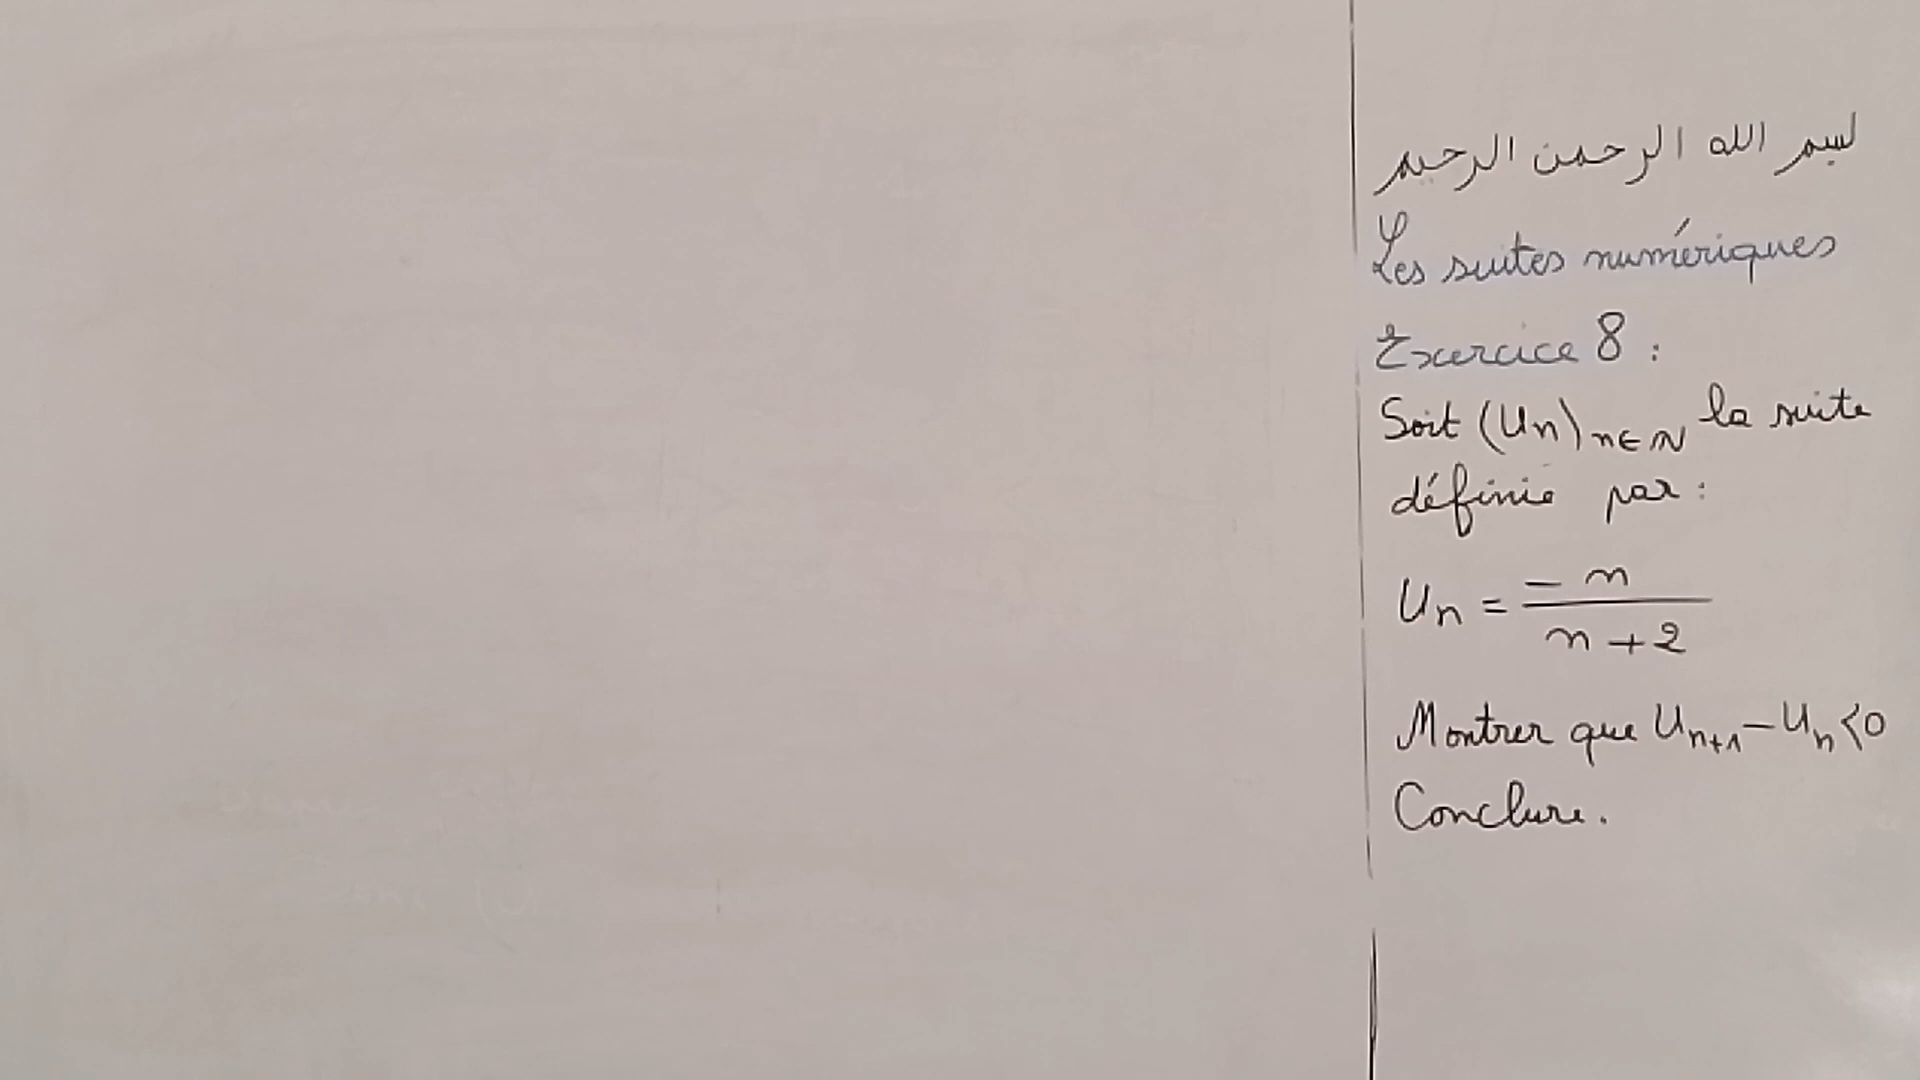 بسم الله الرحمن الرحيم
Les suites numériques
Exercice 8 :
Soit (Un)n∈N la suite
définie par :
Un = -n/(n+2)
Montrer que Un+1 - Un < 0
Conclure.